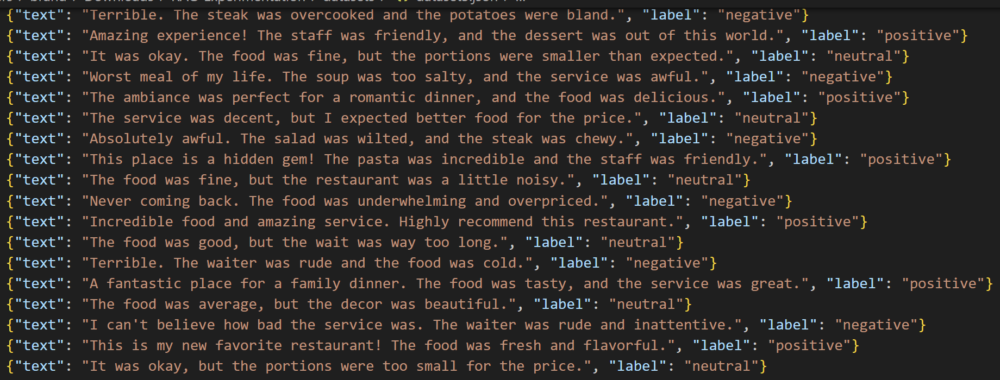 {"text": "Terrible. The steak was overcooked and the potatoes were bland.", "label": "negative"}
{"text": "Amazing experience! The staff was friendly, and the dessert was out of this world.", "label": "positive"}
{"text": "It was okay. The food was fine, but the portions were smaller than expected.", "label": "neutral"}
{"text": "Worst meal of my life. The soup was too salty, and the service was awful.", "label": "negative"}
{"text": "The ambiance was perfect for a romantic dinner, and the food was delicious.", "label": "positive"}
{"text": "The service was decent, but I expected better food for the price.", "label": "neutral"}
{"text": "Absolutely awful. The salad was wilted, and the steak was chewy.", "label": "negative"}
{"text": "This place is a hidden gem! The pasta was incredible and the staff was friendly.", "label": "positive"}
{"text": "The food was fine, but the restaurant was a little noisy.", "label": "neutral"}
{"text": "Never coming back. The food was underwhelming and overpriced.", "label": "negative"}
{"text": "Incredible food and amazing service. Highly recommend this restaurant.", "label": "positive"}
{"text": "The food was good, but the wait was way too long.", "label": "neutral"}
{"text": "Terrible. The waiter was rude and the food was cold.", "label": "negative"}
{"text": "A fantastic place for a family dinner. The food was tasty, and the service was great.", "label": "positive"}
{"text": "The food was average, but the decor was beautiful.", "label": "neutral"}
{"text": "I can't believe how bad the service was. The waiter was rude and inattentive.", "label": "negative"}
{"text": "This is my new favorite restaurant! The food was fresh and flavorful.", "label": "positive"}
{"text": "It was okay, but the portions were too small for the price.", "label": "neutral"}